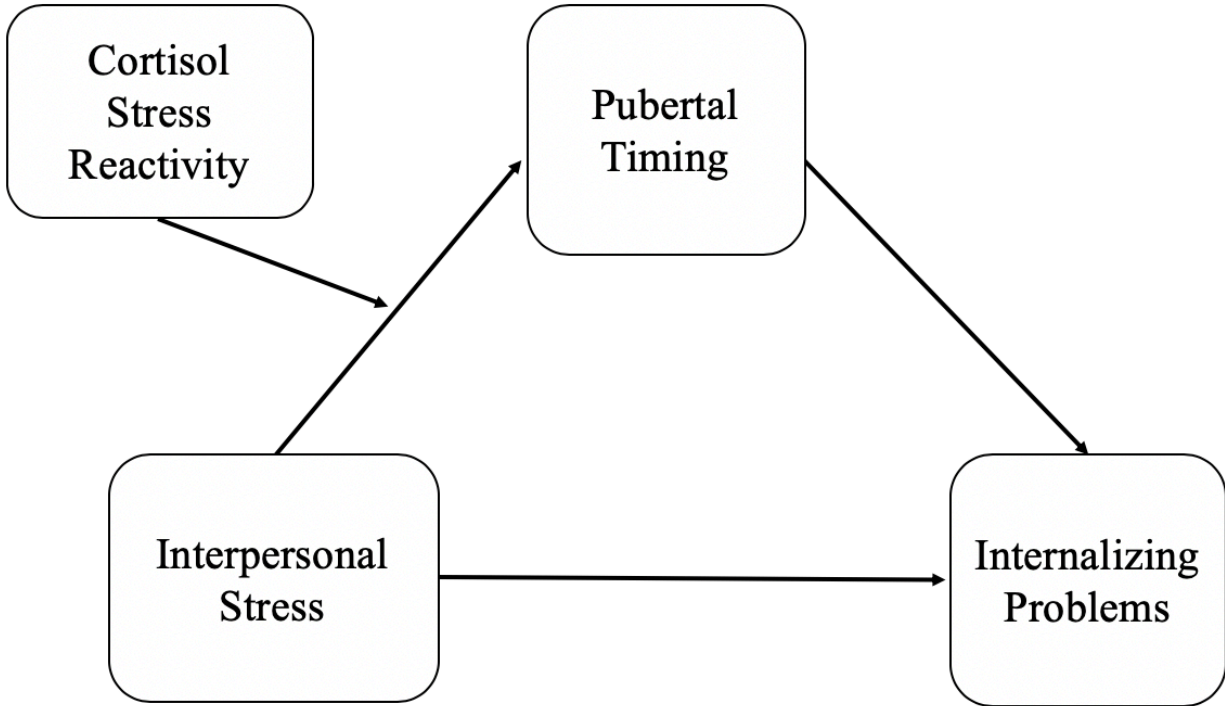 Cortisol
Stress
Reactivity
Pubertal
Timing
Interpersonal
Stress
Internalizing
Problems